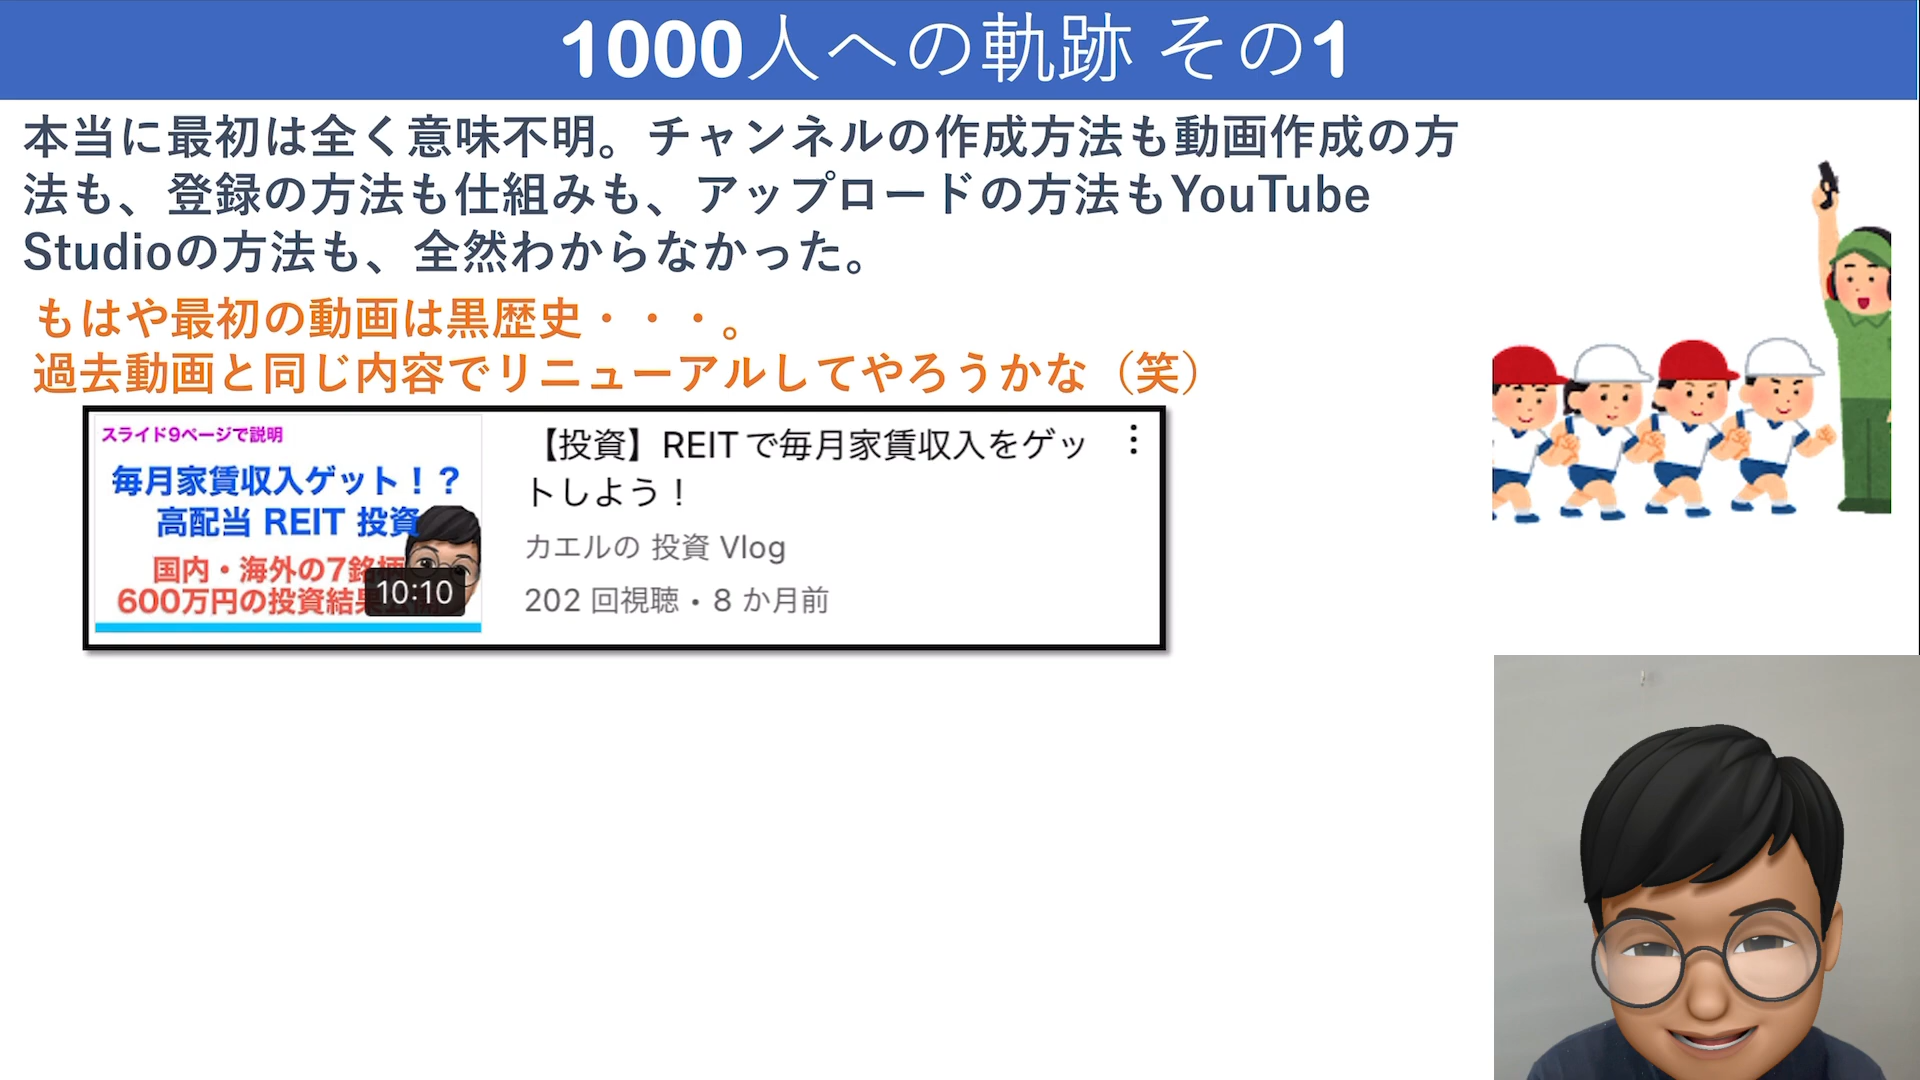 1000人への軌跡 その1
本当に最初は全く意味不明。チャンネルの作成方法も動画作成の方
法も、登録の方法も仕組みも、アップロードの方法もYouTube
Studioの方法も、全然わからなかった。
もはや最初の動画は黒歴史・・・。
過去動画と同じ内容でリニューアルしてやろうかな（笑）
スライド9ページで説明
毎月家賃収入ゲット！？
高配当 REIT 投資
国内・海外の7銘柄
600万円の投資結果
10:10
【投資】REITで毎月家賃収入をゲッ
トしよう！
カエルの 投資 Vlog
202 回視聴・8 か月前